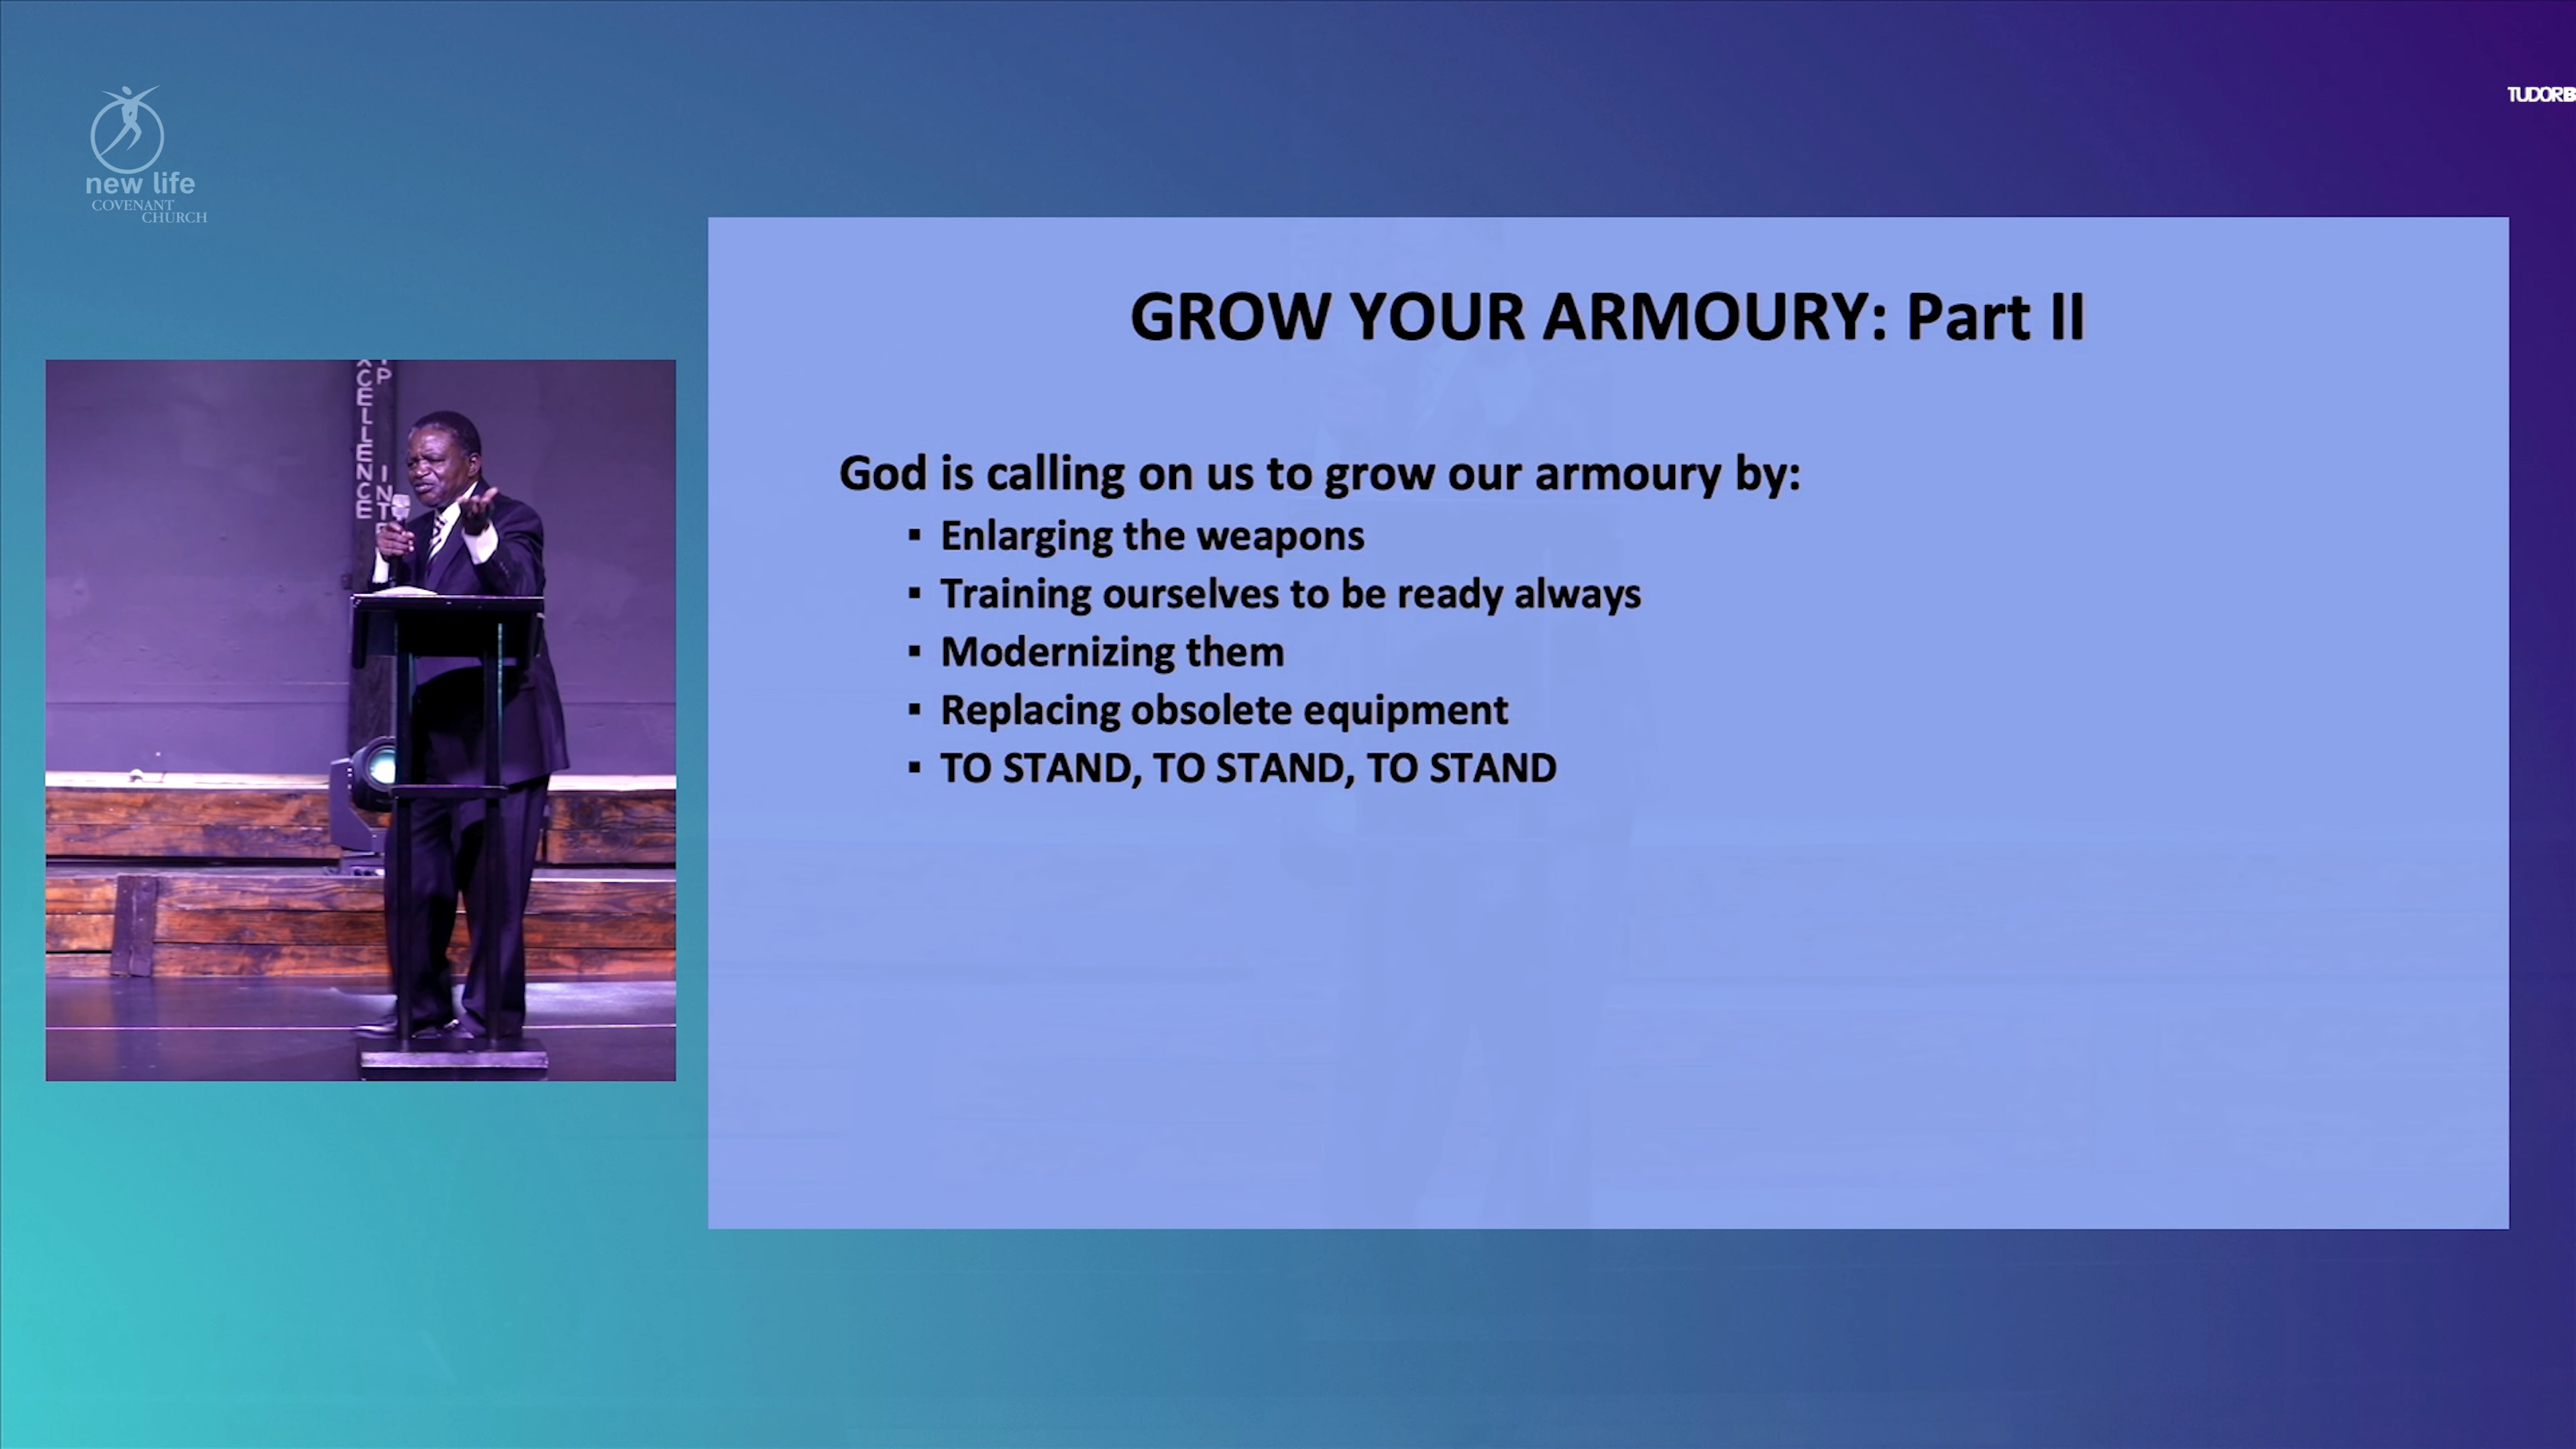 new life
COVENANT
CHURCH
TUDORB
GROW YOUR ARMOURY: Part II
God is calling on us to grow our armoury by:
▪ Enlarging the weapons
▪ Training ourselves to be ready always
▪ Modernizing them
▪ Replacing obsolete equipment
▪ TO STAND, TO STAND, TO STAND
CELLENCE
P
INT